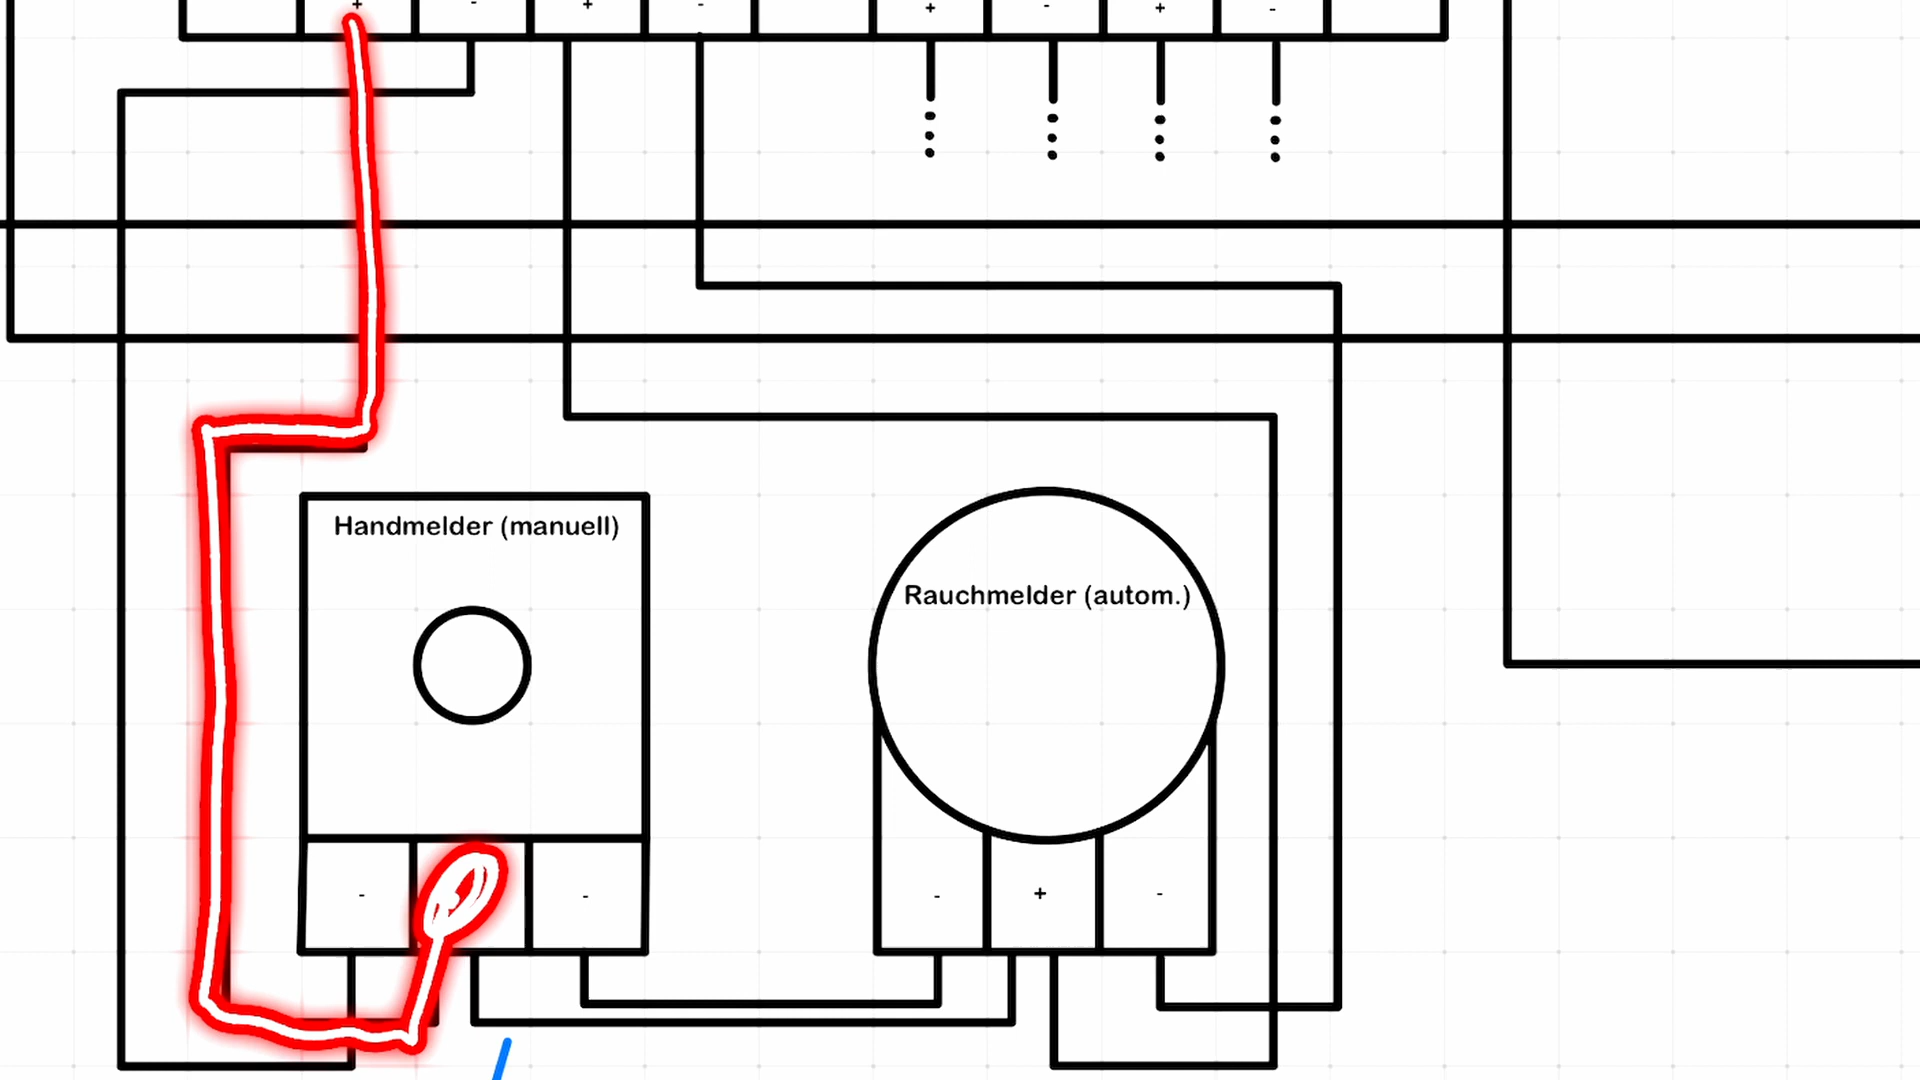 + - + - + - + -
Handmelder (manuell)
Rauchmelder (autom.)
- - - + -